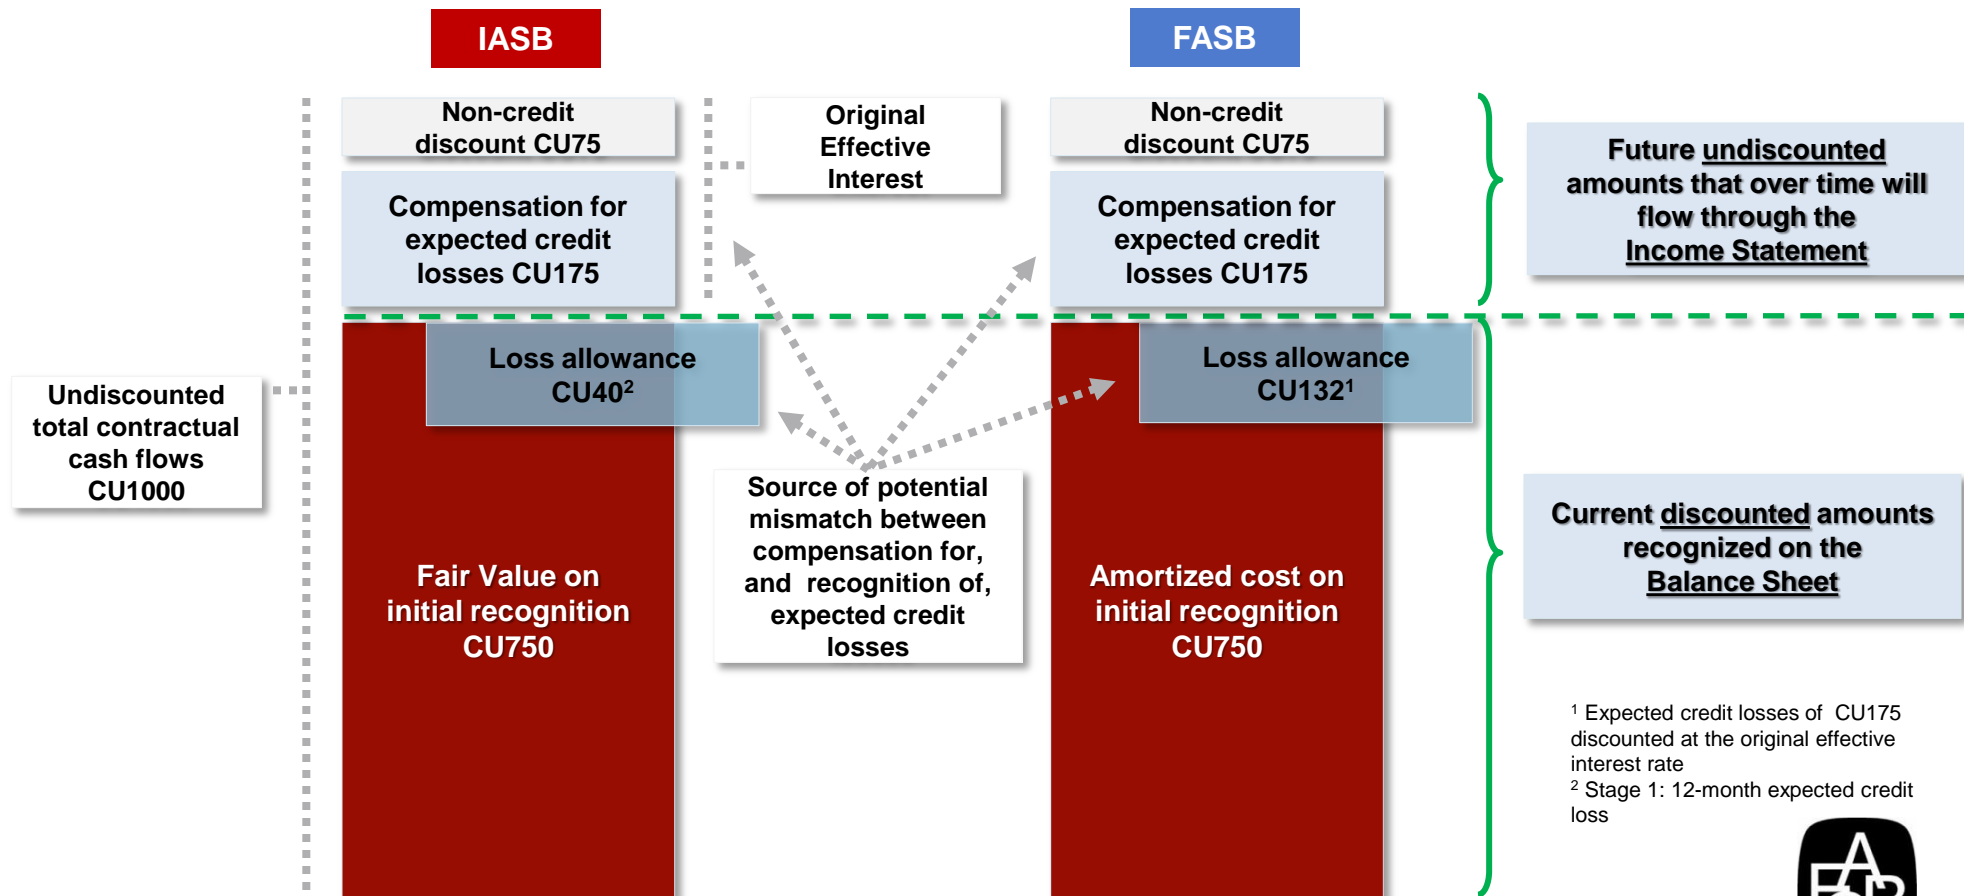 IASB
FASB
Non-credit
discount CU75
Compensation for
expected credit
losses CU175
Original
Effective
Interest
Non-credit
discount CU75
Compensation for
expected credit
losses CU175
Future undiscounted
amounts that over time will
flow through the
Income Statement
Undiscounted
total contractual
cash flows
CU1000
Loss allowance
CU40²
Fair Value on
initial recognition
CU750
Source of potential
mismatch between
compensation for,
and recognition of,
expected credit
losses
Loss allowance
CU132¹
Amortized cost on
initial recognition
CU750
Current discounted amounts
recognized on the
Balance Sheet
¹ Expected credit losses of CU175
discounted at the original effective
interest rate
² Stage 1: 12-month expected credit
loss